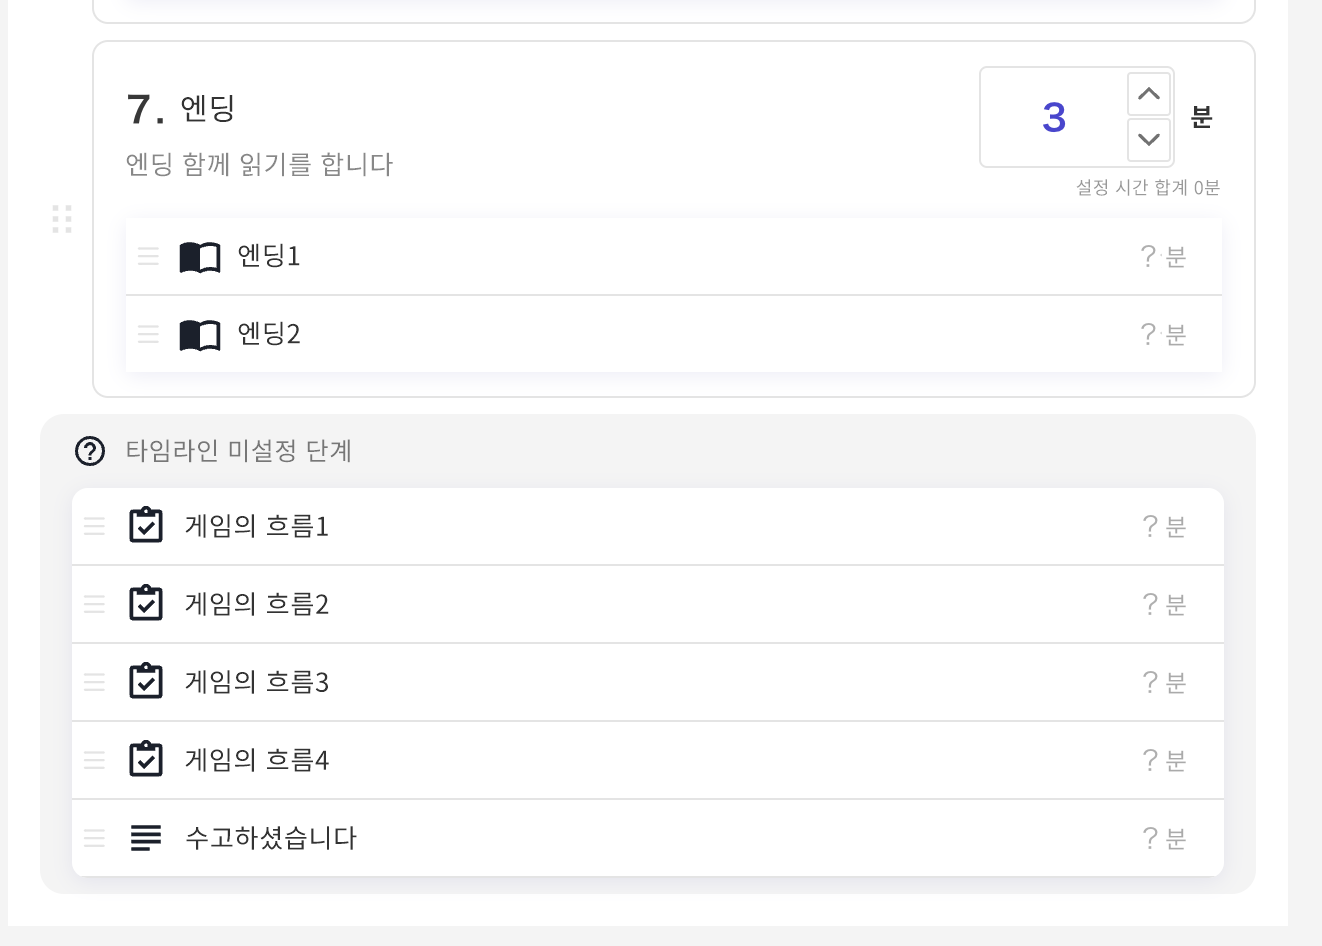 7. 엔딩
3
분
엔딩 함께 읽기를 합니다
설정 시간 합계 0분
엔딩1
? 분
엔딩2
? 분
타임라인 미설정 단계
게임의 흐름1
? 분
게임의 흐름2
? 분
게임의 흐름3
? 분
게임의 흐름4
? 분
수고하셨습니다
? 분